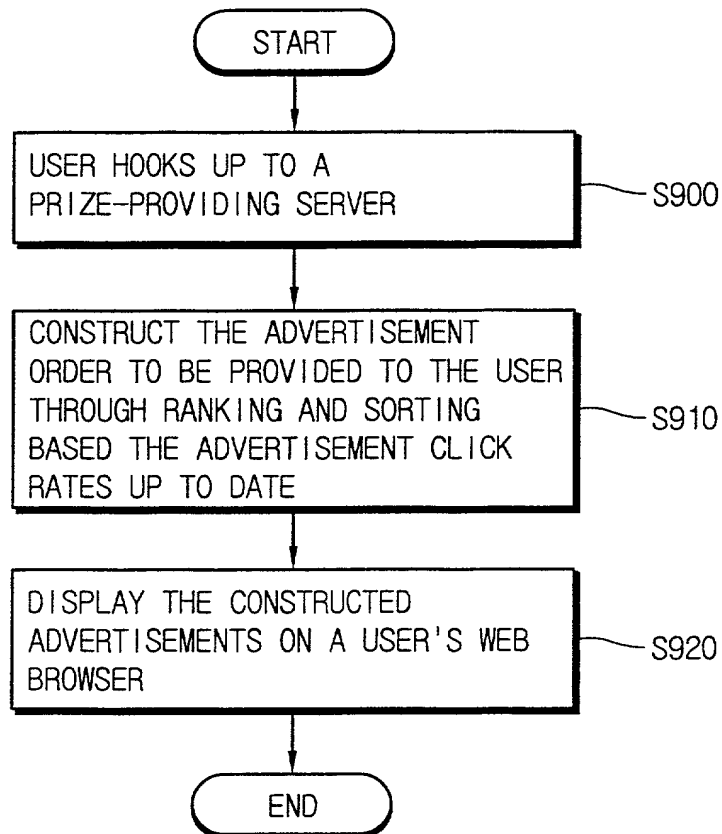 START
USER HOOKS UP TO A
PRIZE-PROVIDING SERVER
S900
CONSTRUCT THE ADVERTISEMENT
ORDER TO BE PROVIDED TO THE USER
THROUGH RANKING AND SORTING
BASED THE ADVERTISEMENT CLICK
RATES UP TO DATE
S910
DISPLAY THE CONSTRUCTED
ADVERTISEMENTS ON A USER'S WEB
BROWSER
S920
END